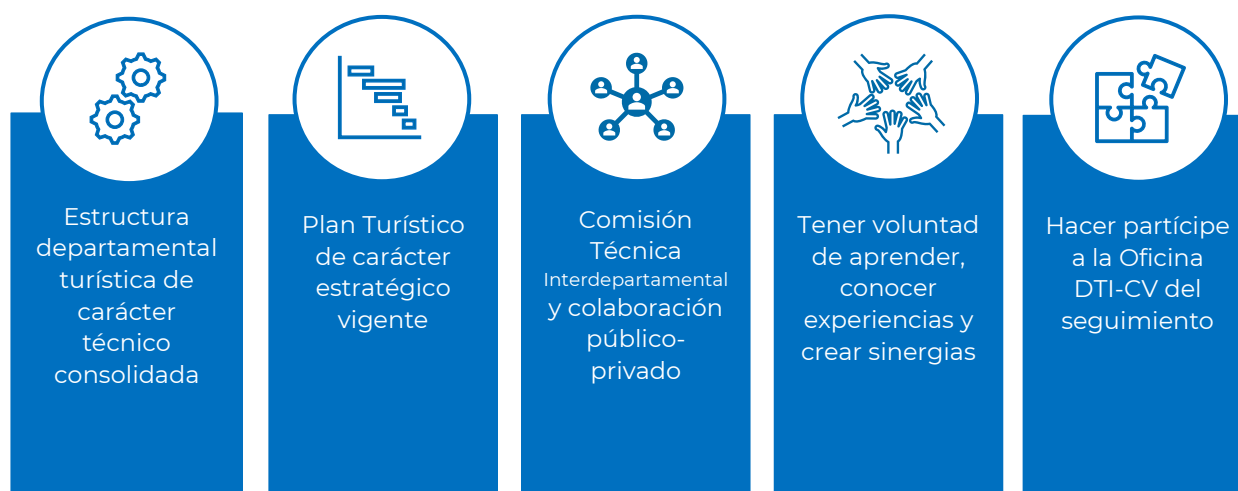 Estructura
departamental
turística de
carácter
técnico
consolidada
Plan Turístico
de carácter
estratégico
vigente
Comisión
Técnica
Interdepartamental
y colaboración
público-
privado
Tener voluntad
de aprender,
conocer
experiencias y
crear sinergias
Hacer partícipe
a la Oficina
DTI-CV del
seguimiento